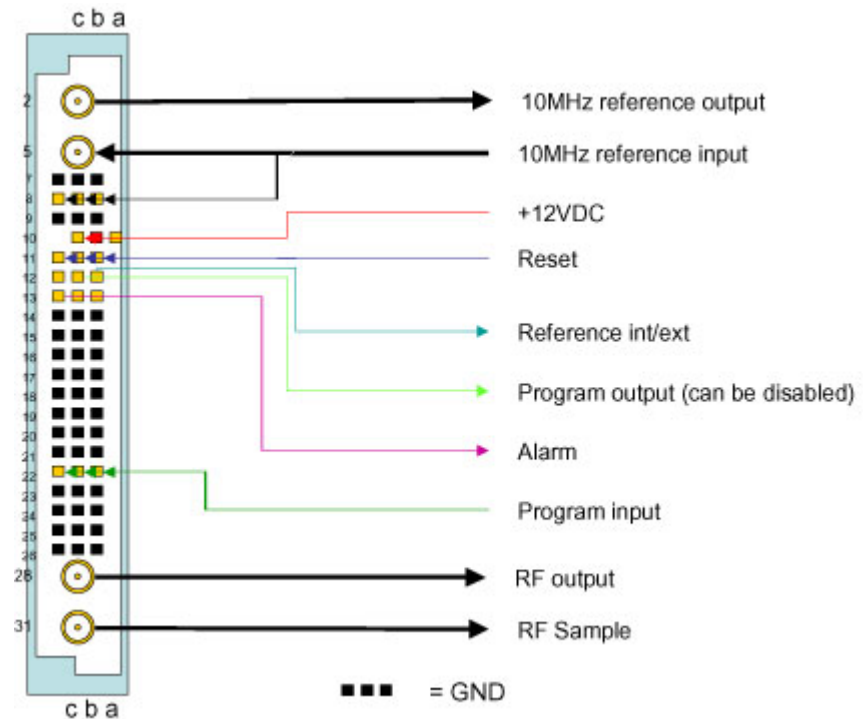 c b a
2
10MHz reference output
5
10MHz reference input
7
8
9
+12VDC
10
11
Reset
12
13
Reference int/ext
14
15
16
17
Program output (can be disabled)
18
19
20
Alarm
21
22
23
Program input
24
25
26
28
RF output
31
RF Sample
= GND
c b a